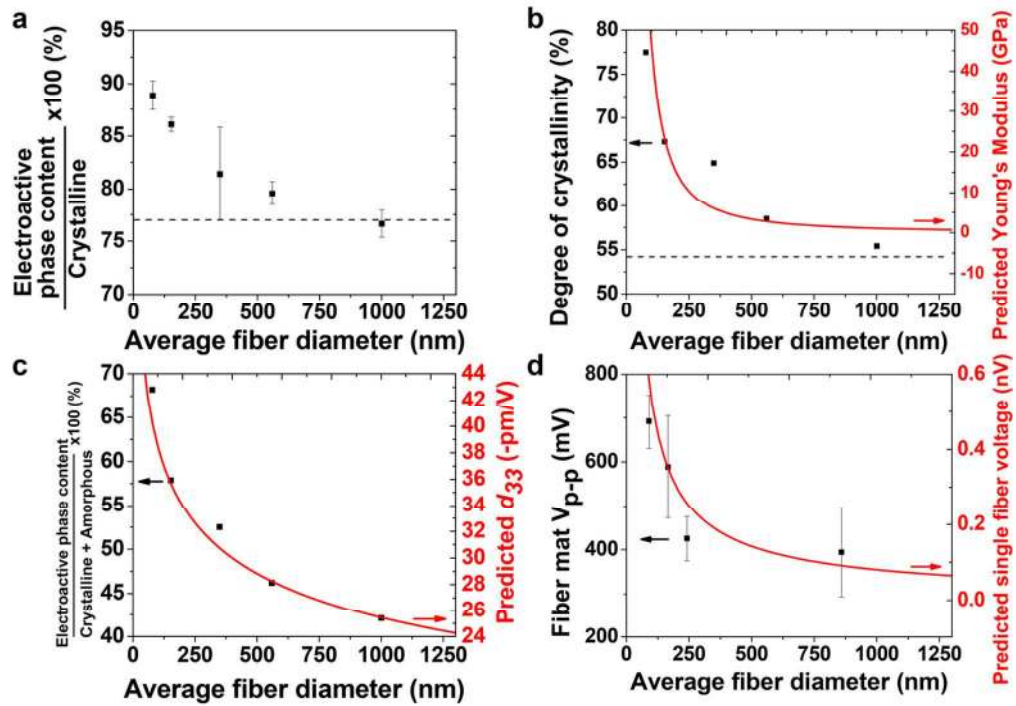 a
Electroactive
phase content
Crystalline
x100 (%)
95
90
85
80
75
70
0 250 500 750 1000 1250
Average fiber diameter (nm)
b
Degree of crystallinity (%)
80
75
70
65
60
55
50
0 250 500 750 1000 1250
Average fiber diameter (nm)
50
40
30
20
10
0
-10
Predicted Young's Modulus (GPa)
c
Electroactive phase content
Crystalline + Amorphous
x100 (%)
70
65
60
55
50
45
40
0 250 500 750 1000 1250
Average fiber diameter (nm)
44
42
40
38
36
34
32
30
28
26
24
Predicted d33 (-pm/V)
d
Fiber mat Vp-p (mV)
800
600
400
200
0 250 500 750 1000 1250
Average fiber diameter (nm)
0.6
0.4
0.2
0.0
Predicted single fiber voltage (nV)